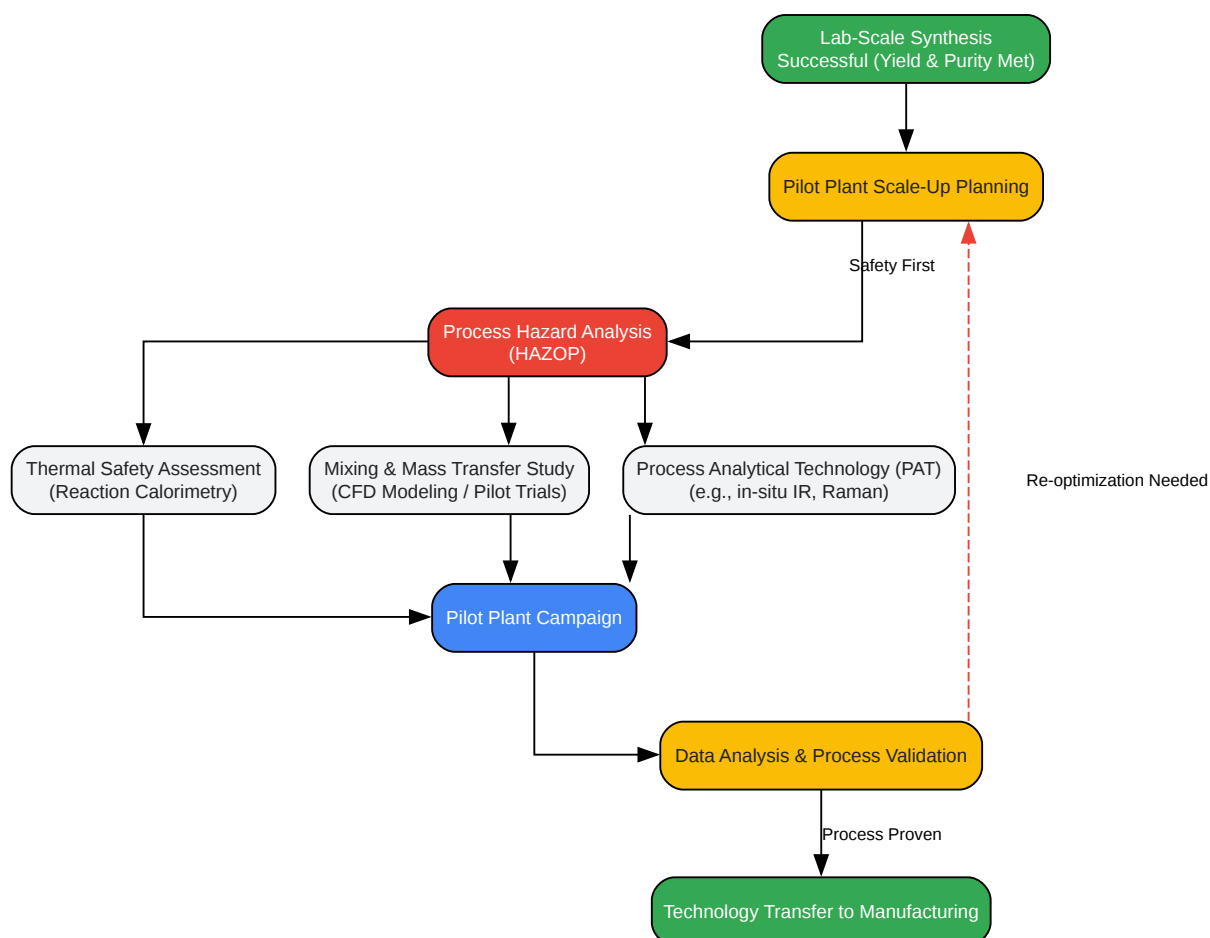 Lab-Scale Synthesis
Successful (Yield & Purity Met)
Pilot Plant Scale-Up Planning
Safety First
Process Hazard Analysis
(HAZOP)
Thermal Safety Assessment
(Reaction Calorimetry)
Mixing & Mass Transfer Study
(CFD Modeling / Pilot Trials)
Process Analytical Technology (PAT)
(e.g., in-situ IR, Raman)
Re-optimization Needed
Pilot Plant Campaign
Data Analysis & Process Validation
Process Proven
Technology Transfer to Manufacturing